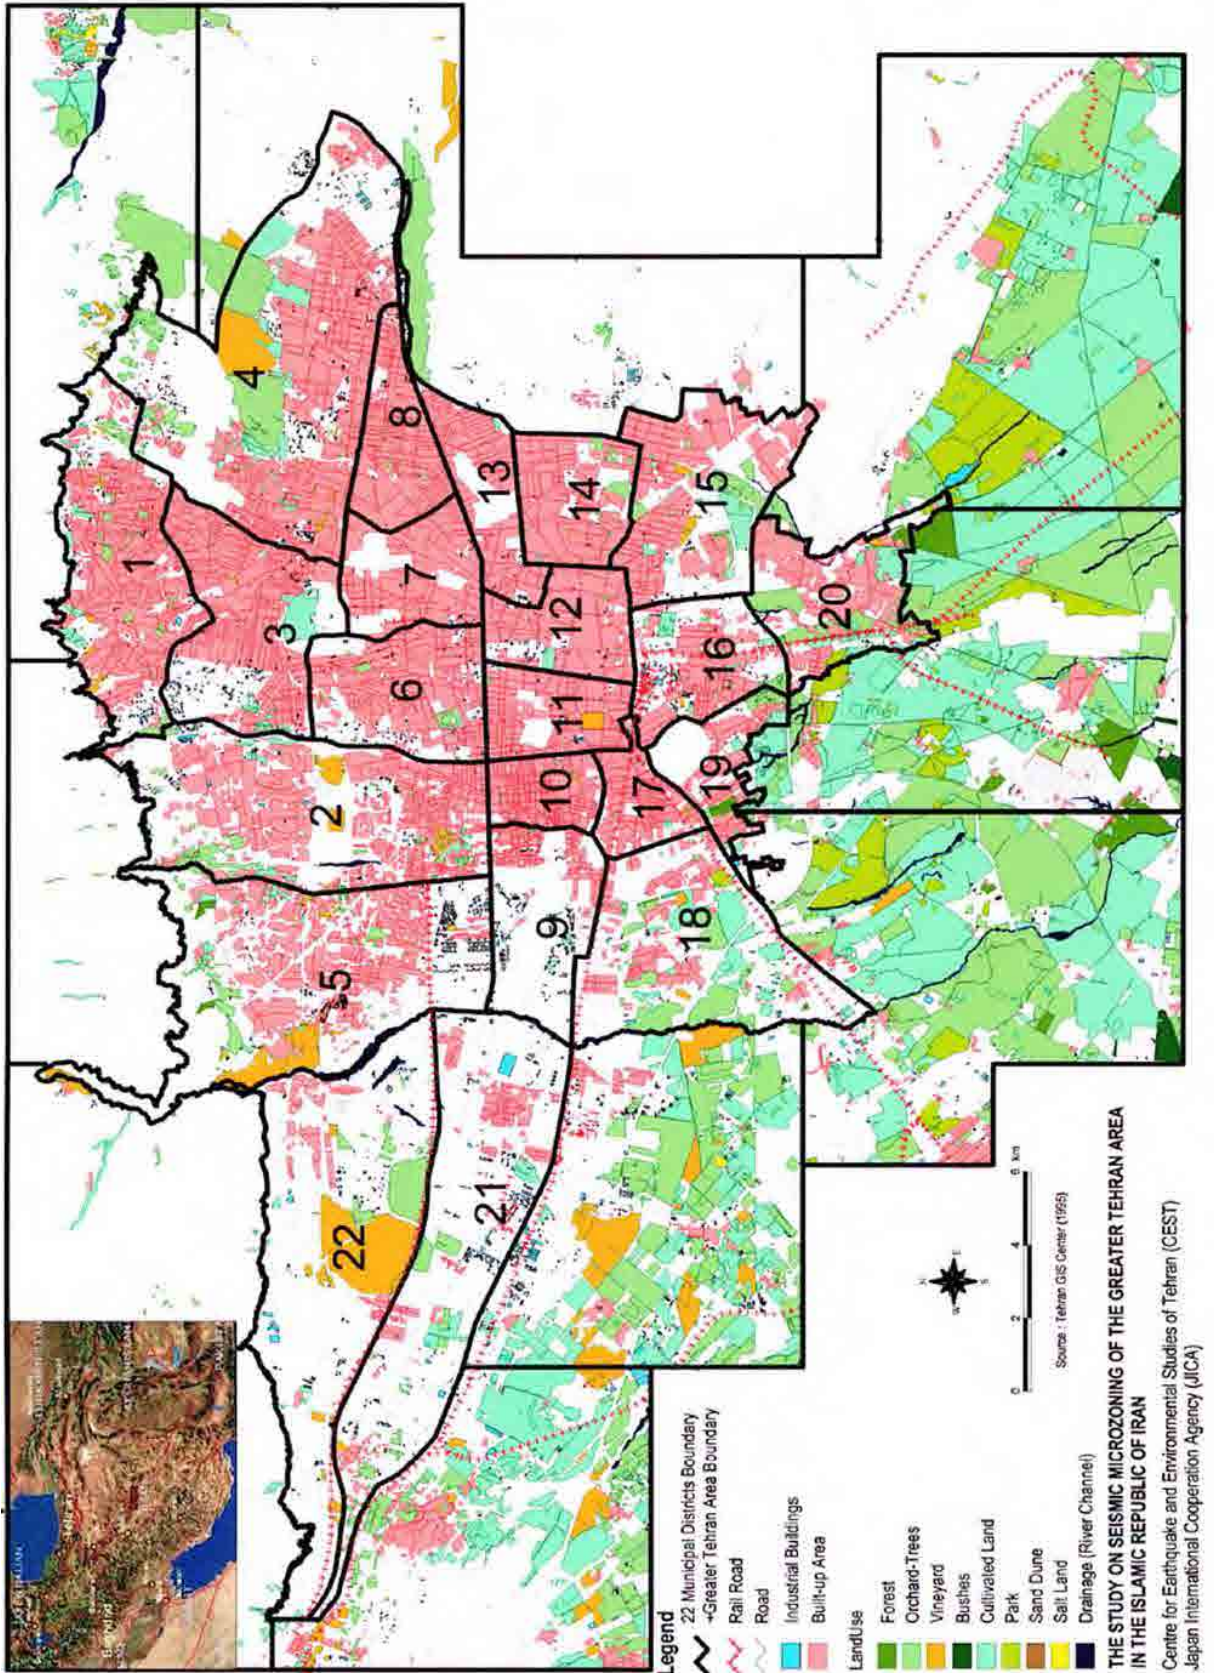 1
2
3
4
5
6
7
8
9
10
11
12
13
14
15
16
17
18
19
20
21
22
Legend
22 Municipal Districts Boundary
Greater Tehran Area Boundary
Rail Road
Road
Industrial Buildings
Built-up Area
LandUse
Forest
Orchard-Trees
Vineyard
Bushes
Cultivated Land
Park
Sand Dune
Salt Land
Drainage (River Channel)
N
W E
S
0 2 4 6 km
Source : Tehran GIS Center (1995)
THE STUDY ON SEISMIC MICROZONING OF THE GREATER TEHRAN AREA
IN THE ISLAMIC REPUBLIC OF IRAN
Centre for Earthquake and Environmental Studies of Tehran (CEST)
Japan International Cooperation Agency (JICA)